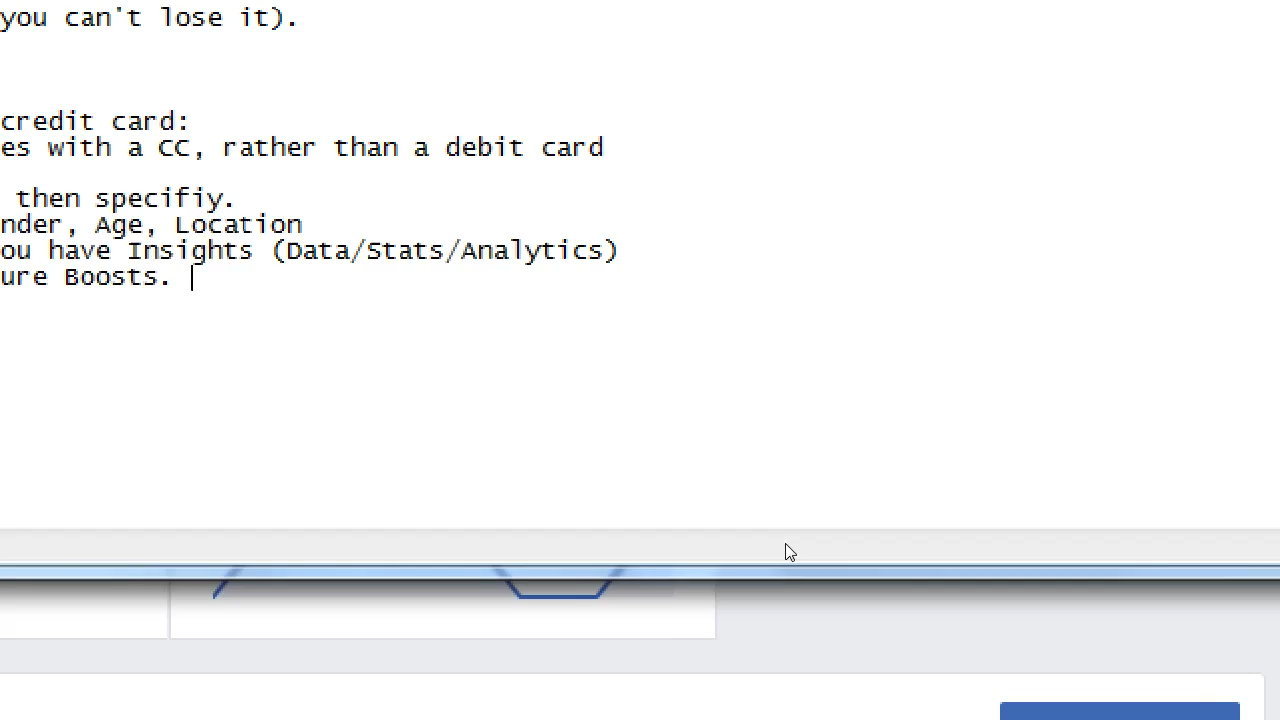 you can't lose it).
credit card:
es with a CC, rather than a debit card
then specifiy.
nder, Age, Location
ou have Insights (Data/Stats/Analytics)
ure Boosts.